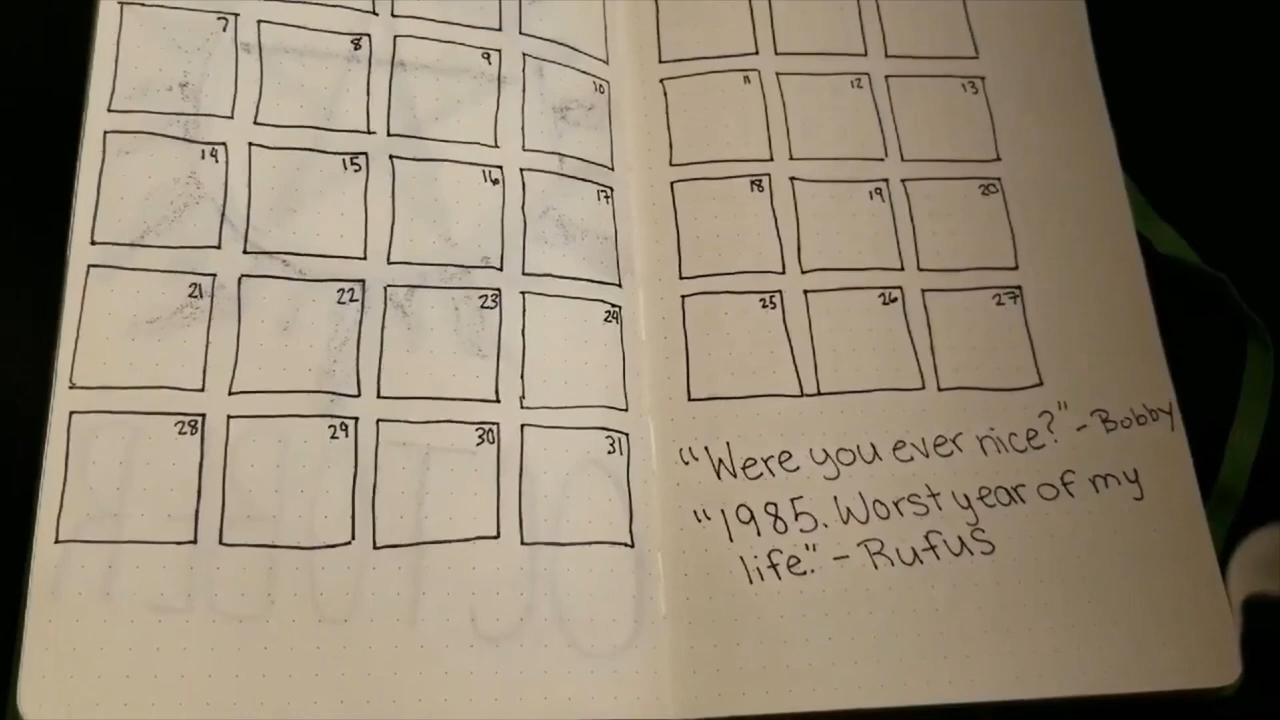 7 8 9 10 11 12 13
14 15 16 17 18 19 20
21 22 23 24 25 26 27
28 29 30 31
"Were you ever nice?" - Bobby
"1985. Worst year of my
life." - Rufus